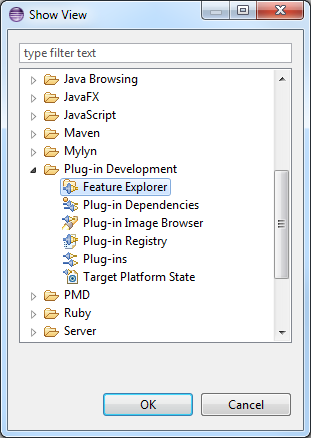 Show View
type filter text
Java Browsing
JavaFX
JavaScript
Maven
Mylyn
Plug-in Development
Feature Explorer
Plug-in Dependencies
Plug-in Image Browser
Plug-in Registry
Plug-ins
Target Platform State
PMD
Ruby
Server
OK
Cancel